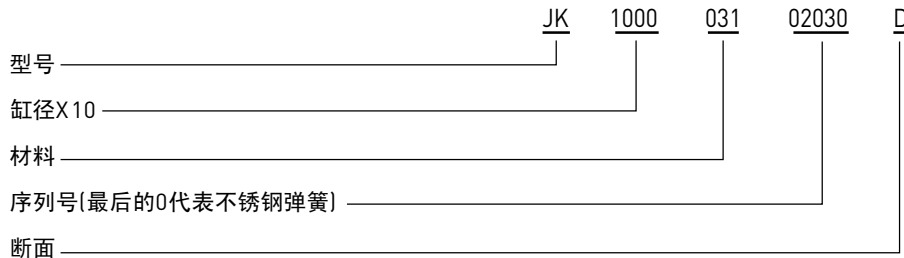 JK 1000 031 02030 D
型号
缸径X10
材料
序列号(最后的0代表不锈钢弹簧)
断面